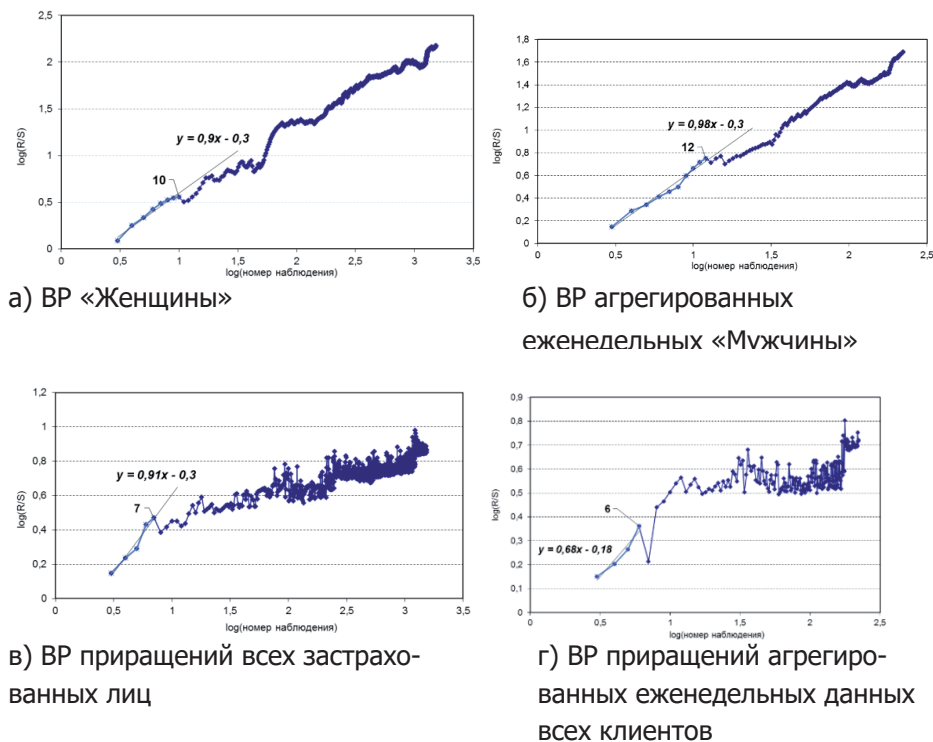 2,5
2
1,5
1
0,5
0
log(R/S)
y = 0,9x - 0,3
10
0 0,5 1 1,5 2 2,5 3 3,5
log(номер наблюдения)
а) ВР «Женщины»
1,8
1,6
1,4
1,2
1
0,8
0,6
0,4
0,2
0
log(R/S)
y = 0,98x - 0,3
12
0 0,5 1 1,5 2 2,5
log(номер наблюдения)
б) ВР агрегированных
еженедельных «Мужчины»
1,2
1
0,8
0,6
0,4
0,2
0
log(R/S)
y = 0,91x - 0,3
7
0 0,5 1 1,5 2 2,5 3 3,5
log(номер наблюдения)
в) ВР приращений всех застрахо-
ванных лиц
0,9
0,8
0,7
0,6
0,5
0,4
0,3
0,2
0,1
0
log(R/S)
6
y = 0,68x - 0,18
0 0,5 1 1,5 2 2,5
log(номер наблюдения)
г) ВР приращений агрегиро-
ванных еженедельных данных
всех клиентов